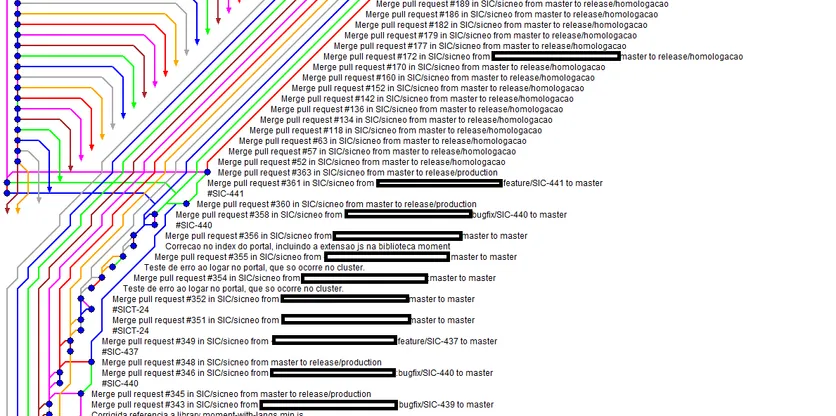 Merge pull request #189 in SIC/sicneo from master to release/homologacao
Merge pull request #186 in SIC/sicneo from master to release/homologacao
Merge pull request #182 in SIC/sicneo from master to release/homologacao
Merge pull request #179 in SIC/sicneo from master to release/homologacao
Merge pull request #177 in SIC/sicneo from master to release/homologacao
Merge pull request #172 in SIC/sicneo from master to release/homologacao
Merge pull request #170 in SIC/sicneo from master to release/homologacao
Merge pull request #160 in SIC/sicneo from master to release/homologacao
Merge pull request #152 in SIC/sicneo from master to release/homologacao
Merge pull request #142 in SIC/sicneo from master to release/homologacao
Merge pull request #136 in SIC/sicneo from master to release/homologacao
Merge pull request #134 in SIC/sicneo from master to release/homologacao
Merge pull request #118 in SIC/sicneo from master to release/homologacao
Merge pull request #63 in SIC/sicneo from master to release/homologacao
Merge pull request #57 in SIC/sicneo from master to release/homologacao
Merge pull request #52 in SIC/sicneo from master to release/homologacao
Merge pull request #363 in SIC/sicneo from master to release/production
Merge pull request #361 in SIC/sicneo from feature/SIC-441 to master
#SIC-441
Merge pull request #360 in SIC/sicneo from master to release/production
Merge pull request #358 in SIC/sicneo from bugfix/SIC-440 to master
#SIC-440
Merge pull request #356 in SIC/sicneo from master to master
Correcao no index do portal, incluindo a extensao js na biblioteca moment
Merge pull request #355 in SIC/sicneo from master to master
Teste de erro ao logar no portal, que so ocorre no cluster.
Merge pull request #354 in SIC/sicneo from master to master
Teste de erro ao logar no portal, que so ocorre no cluster.
Merge pull request #352 in SIC/sicneo from master to master
#SICT-24
Merge pull request #351 in SIC/sicneo from master to master
#SICT-24
Merge pull request #349 in SIC/sicneo from feature/SIC-437 to master
#SIC-437
Merge pull request #348 in SIC/sicneo from master to release/production
Merge pull request #346 in SIC/sicneo from bugfix/SIC-440 to master
#SIC-440
Merge pull request #345 in SIC/sicneo from master to release/production
Merge pull request #343 in SIC/sicneo from bugfix/SIC-439 to master
Corrigida referencia a library moment-with-langs.min.js